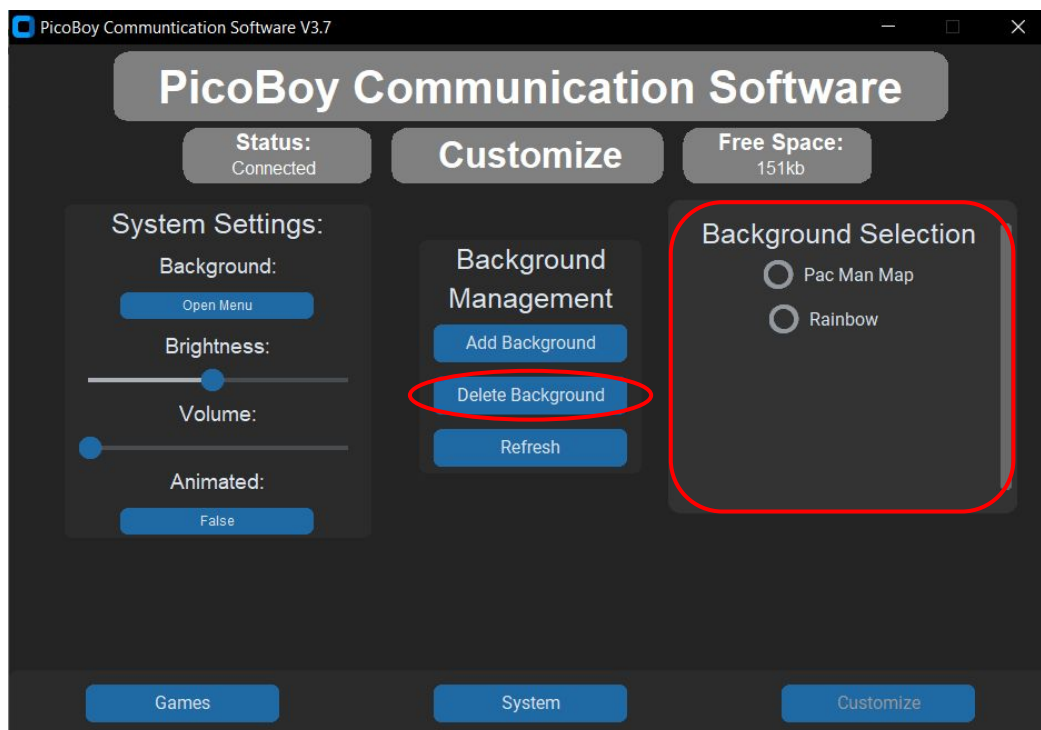 PicoBoy Communtication Software V3.7
PicoBoy Communication Software
Status:
Connected
Customize
Free Space:
151kb
System Settings:
Background:
Open Menu
Brightness:
Volume:
Animated:
False
Background
Management
Add Background
Delete Background
Refresh
Background Selection
Pac Man Map
Rainbow
Games
System
Customize